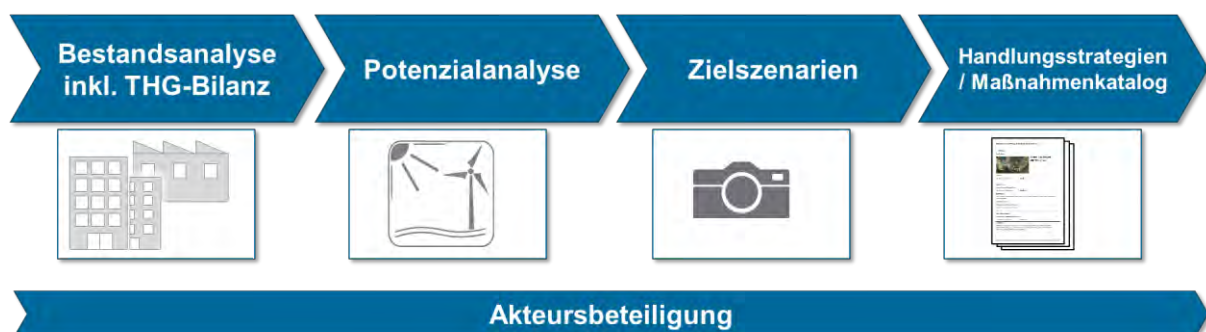 Bestandsanalyse
inkl. THG-Bilanz
Potenzialanalyse
Zielszenarien
Handlungsstrategien
/ Maßnahmenkatalog
Akteursbeteiligung